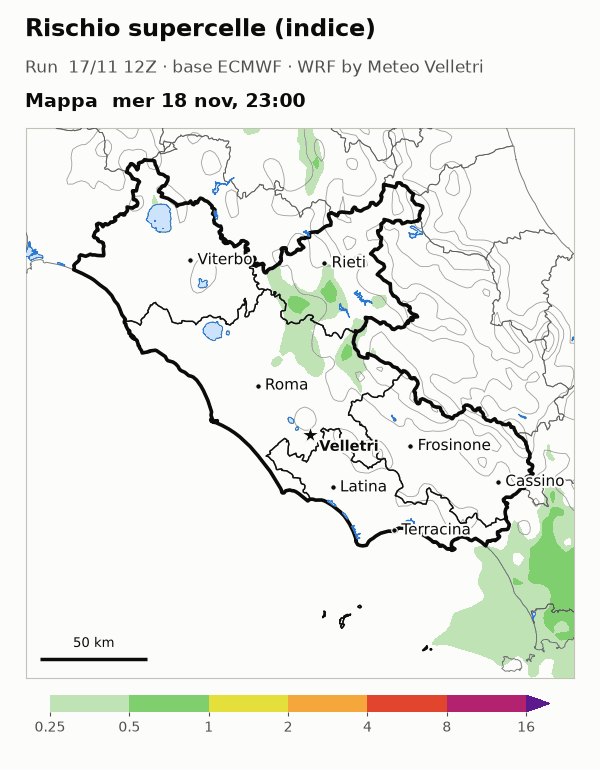 Rischio supercelle (indice)
Run  17/11 12Z · base ECMWF · WRF by Meteo Velletri
Mappa  mer 18 nov, 23:00
Viterbo
Rieti
Roma
Velletri
Frosinone
Cassino
Latina
Terracina
50 km
0.25 0.5 1 2 4 8 16